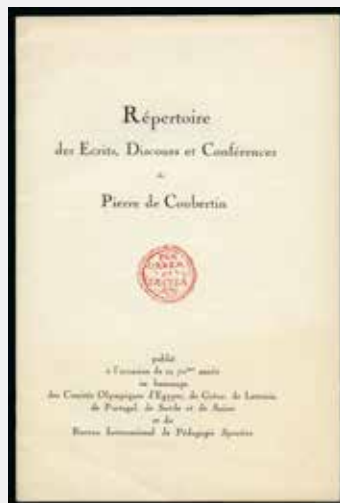 Répertoire
des Ecrits, Discours et Conférences
de
Pierre de Coubertin
publié
à l'occasion de sa 70ème année
en hommage
des Comités Olympiques d'Egypte, de Grèce, de Lettonie,
de Portugal, de Suède et de Suisse
et du
Bureau International de Pédagogie Sportive